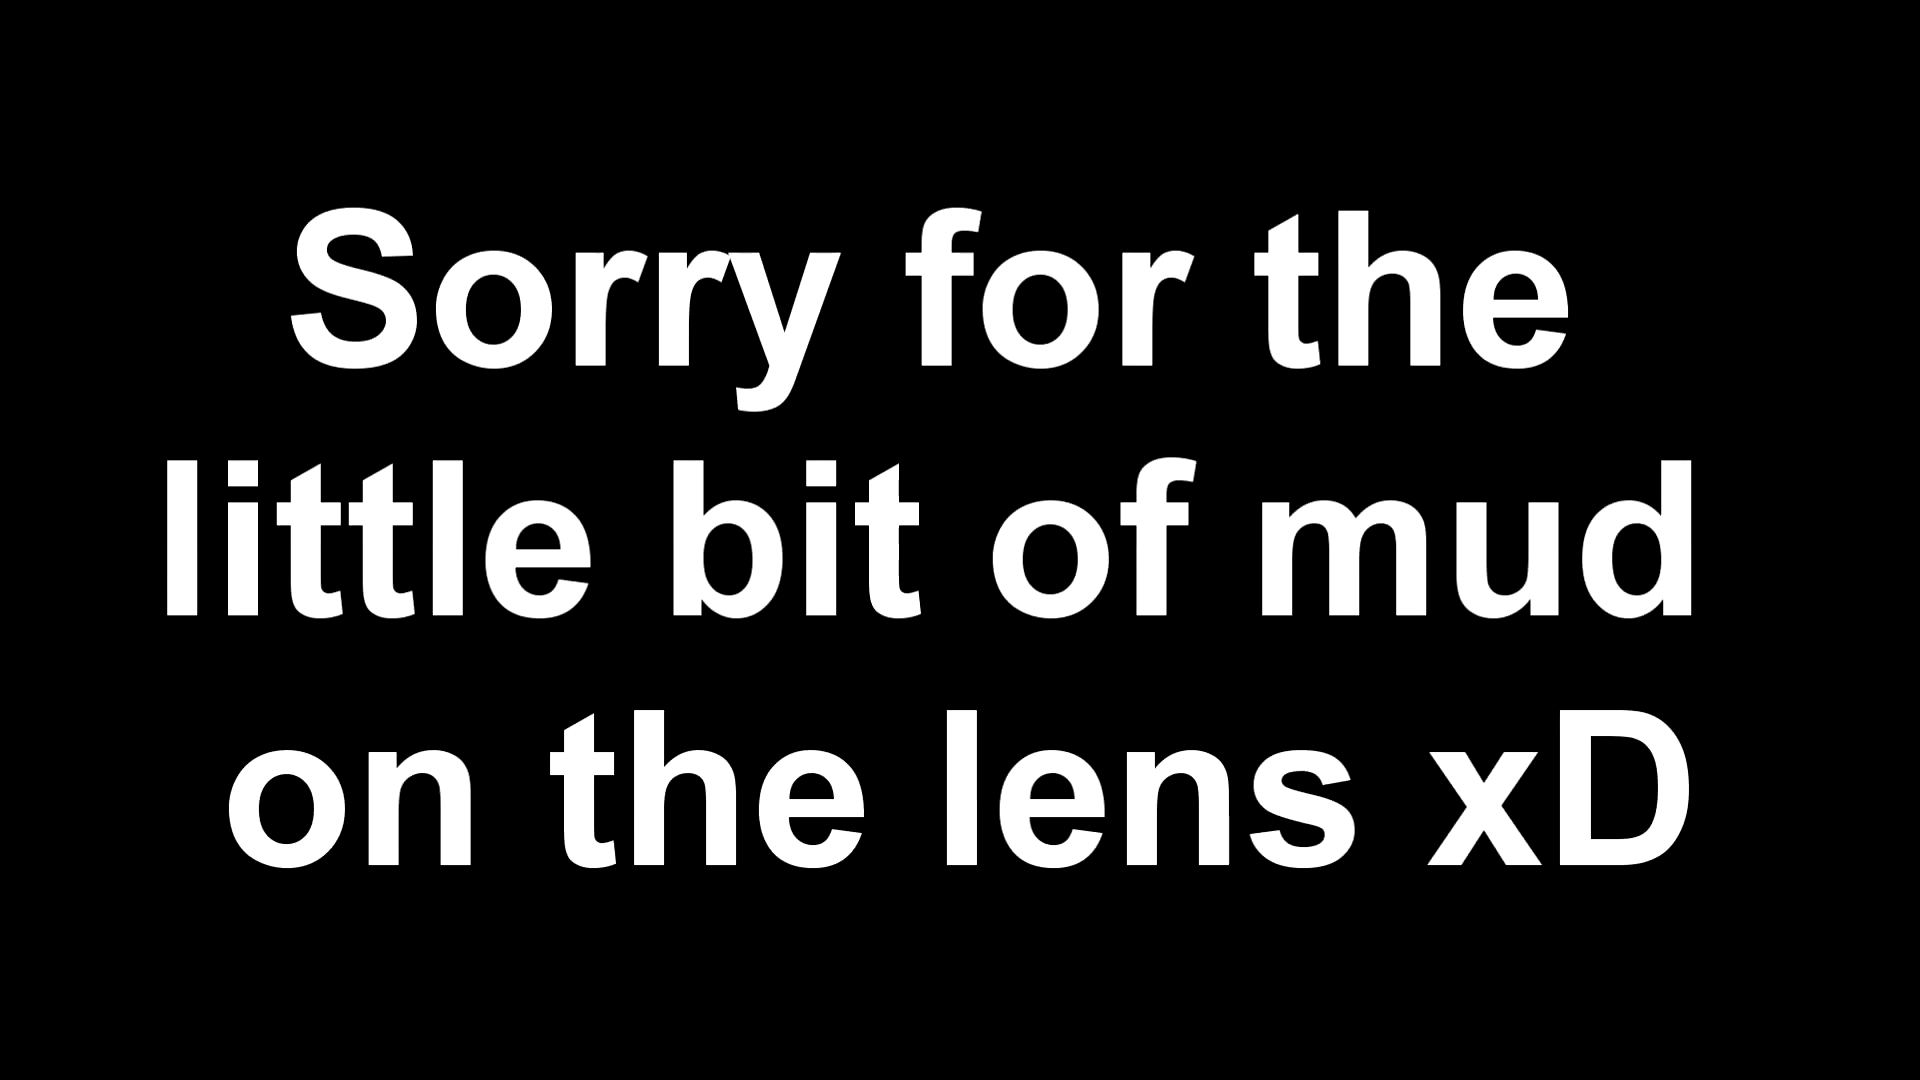 Sorry for the
little bit of mud
on the lens xD